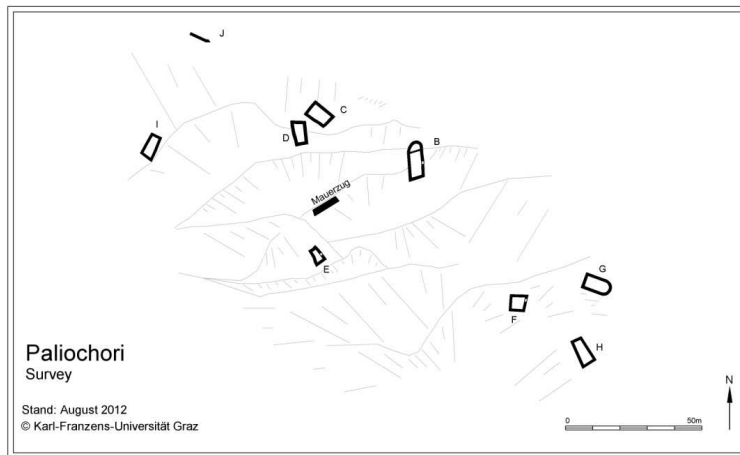 J
C
I
D
B
Mauerzug
E
G
F
H
Paliochori
Survey
N
Stand: August 2012
© Karl-Franzens-Universität Graz
0 50m